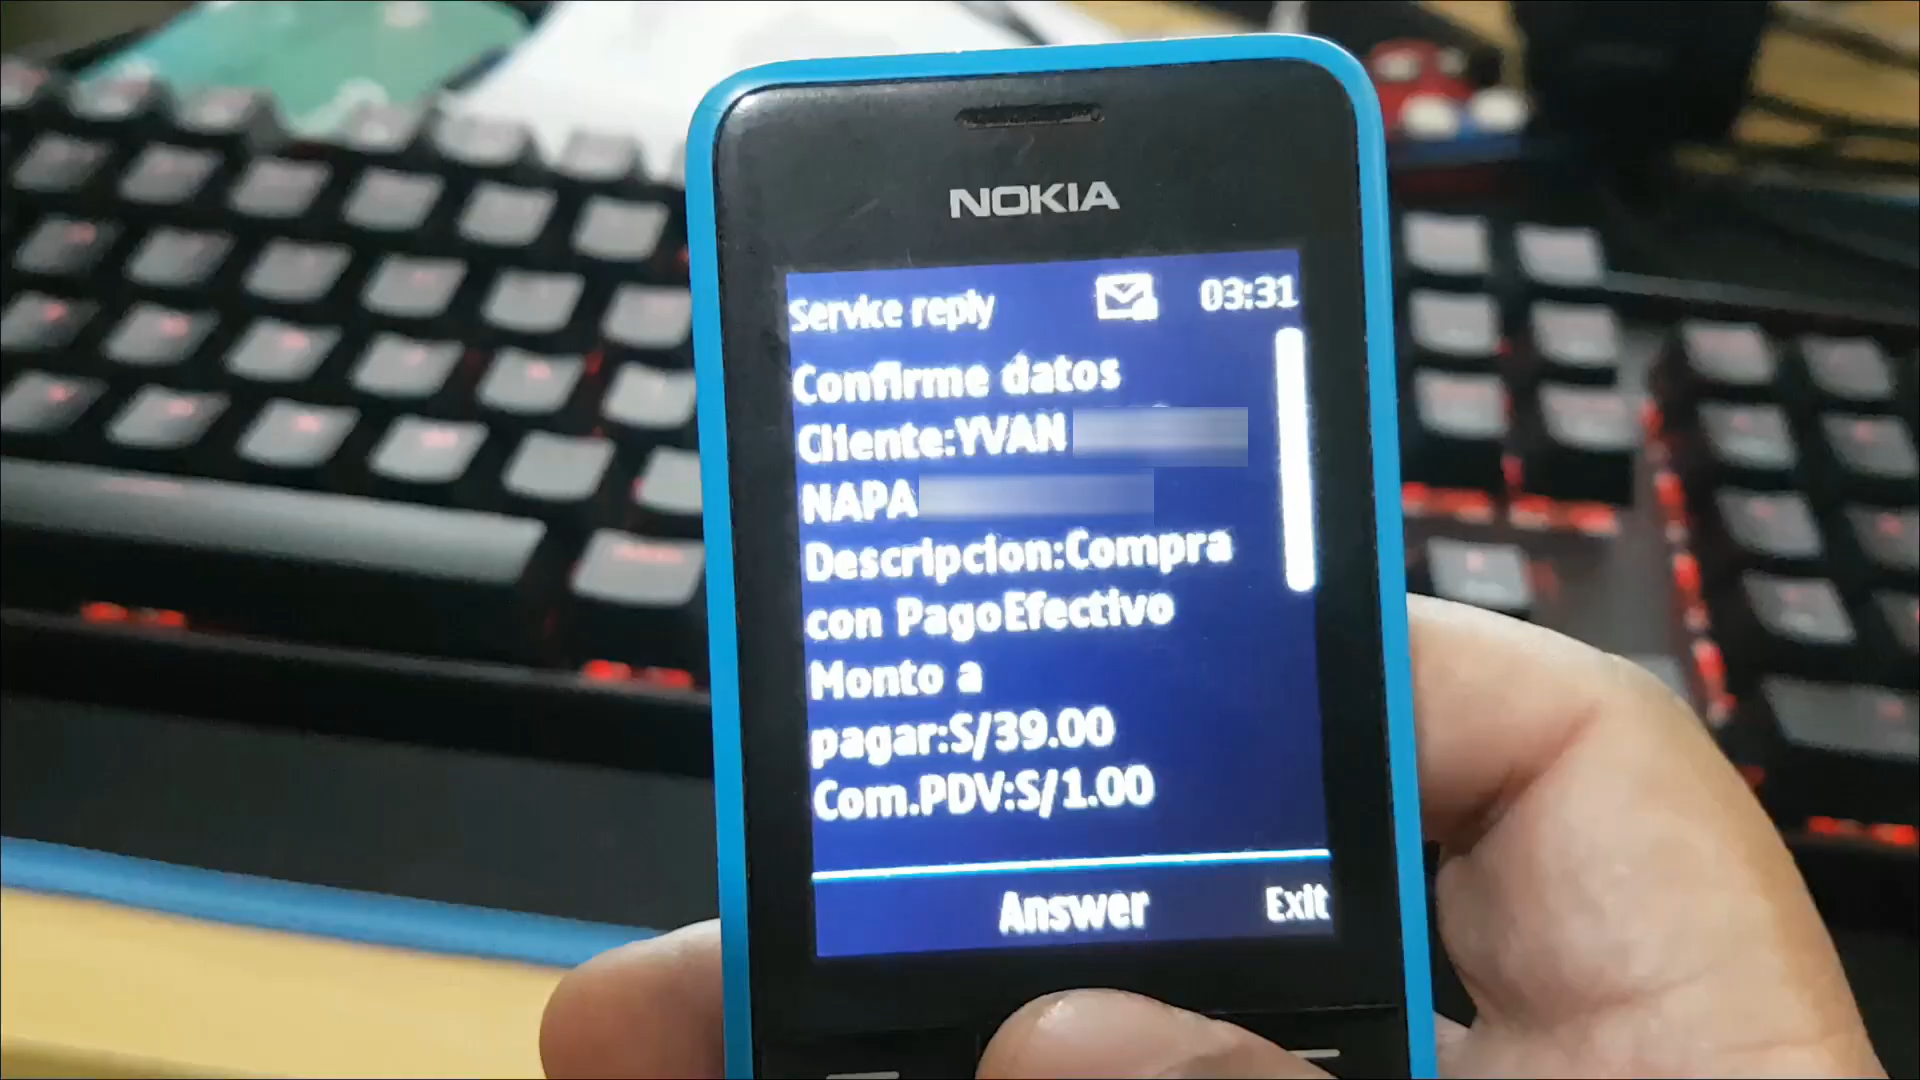 NOKIA
Service reply 03:31
Confirme datos
Cliente:YVAN
NAPA
Descripcion:Compra
con PagoEfectivo
Monto a
pagar:S/39.00
Com.PDV:S/1.00
Answer Exit